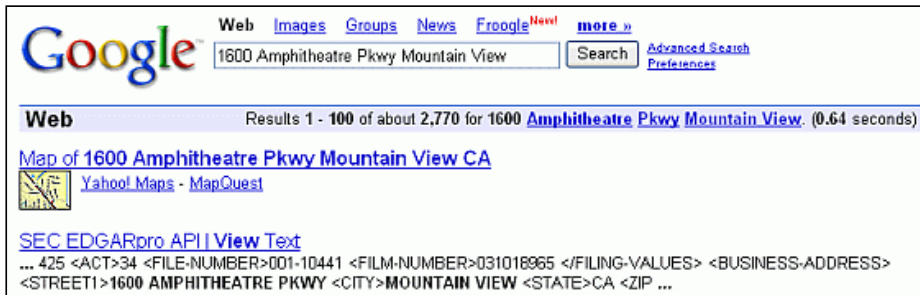 Web Images Groups News Froogle New! more »
Google
1600 Amphitheatre Pkwy Mountain View Search Advanced Search
Preferences
Web Results 1 - 100 of about 2,770 for 1600 Amphitheatre Pkwy Mountain View. (0.64 seconds)
Map of 1600 Amphitheatre Pkwy Mountain View CA
Yahoo! Maps - MapQuest
SEC EDGARpro API | View Text
... 425 <ACT>34 <FILE-NUMBER>001-10441 <FILM-NUMBER>031018965 </FILING-VALUES> <BUSINESS-ADDRESS>
<STREET1>1600 AMPHITHEATRE PKWY <CITY>MOUNTAIN VIEW <STATE>CA <ZIP ...